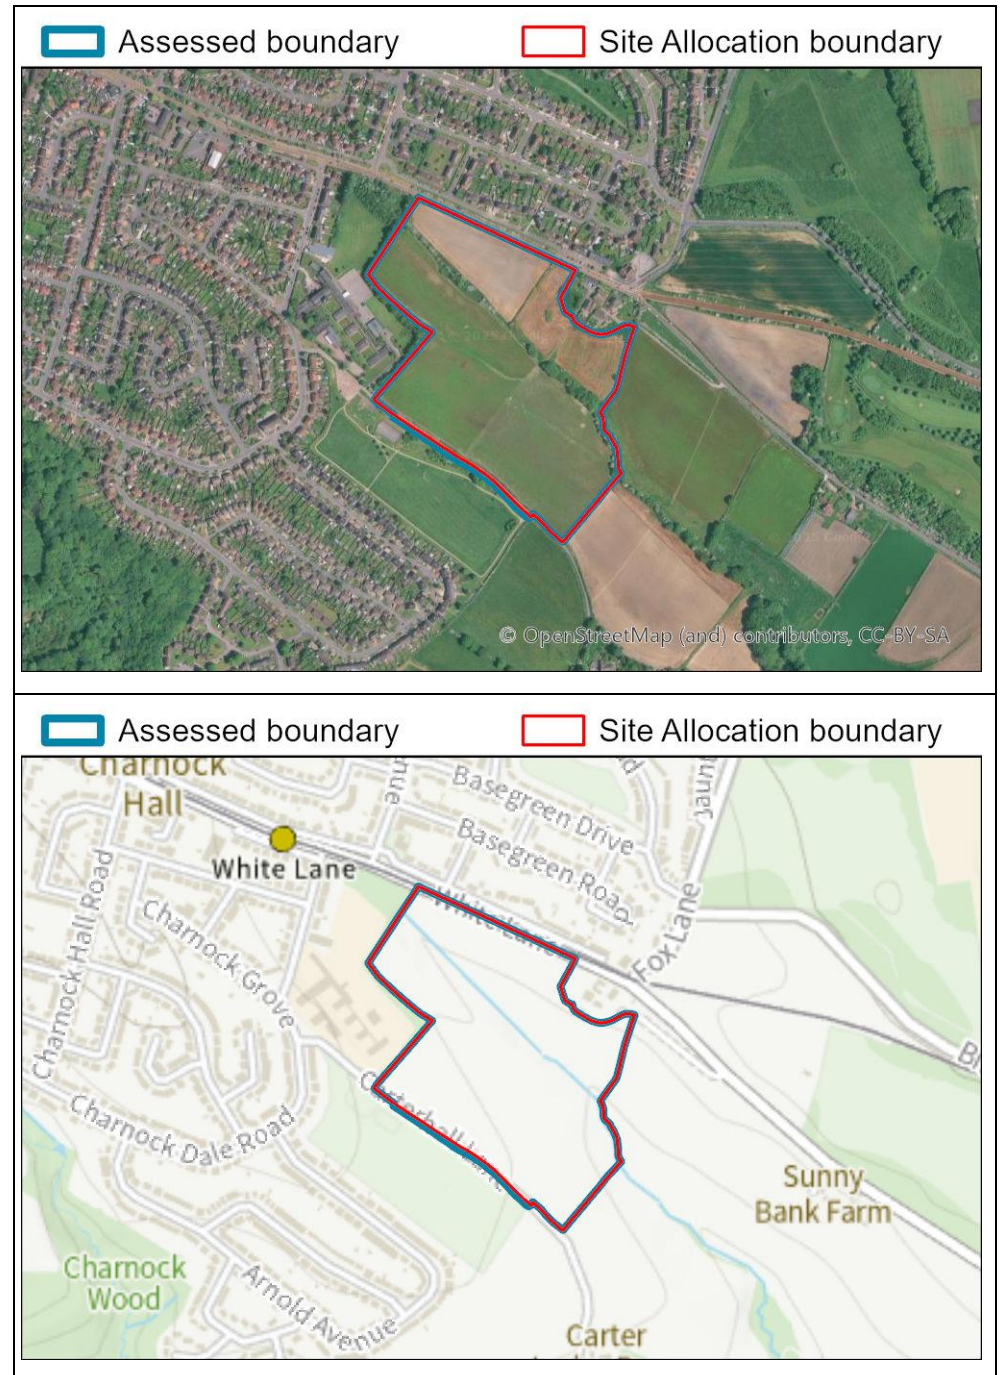 Assessed boundary
Site Allocation boundary
© OpenStreetMap (and) contributors, CC-BY-SA
Assessed boundary
Site Allocation boundary
Charnock
Hall
Basegreen Drive
Basegreen Road
White Lane
White Lane
Fox Lane
Charnock Hall Road
Charnock Grove
Carterhall Lane
Charnock Dale Road
Sunny
Bank Farm
Charnock
Wood
Arnold Avenue
Carter